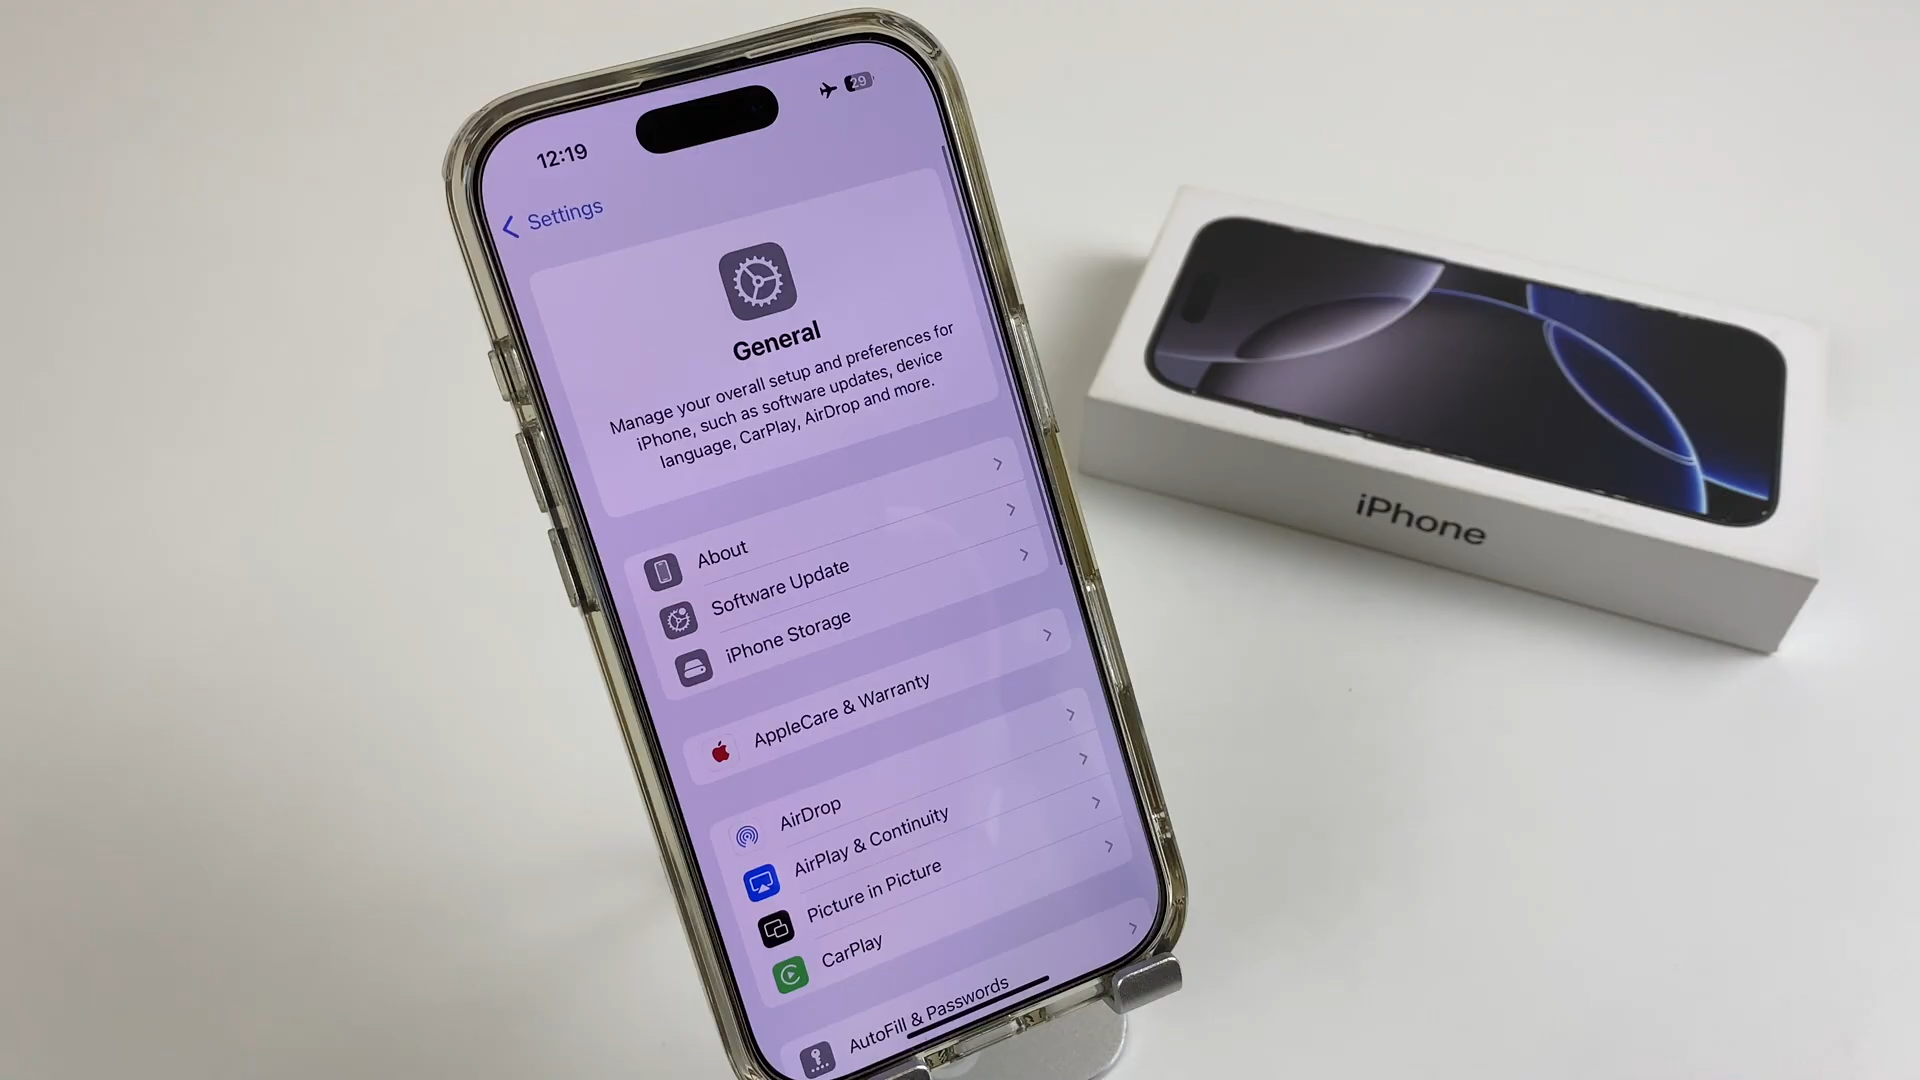 12:19
29
Settings
General
Manage your overall setup and preferences for
iPhone, such as software updates, device
language, CarPlay, AirDrop and more.
About
Software Update
iPhone Storage
AppleCare & Warranty
AirDrop
AirPlay & Continuity
Picture in Picture
CarPlay
AutoFill & Passwords
iPhone